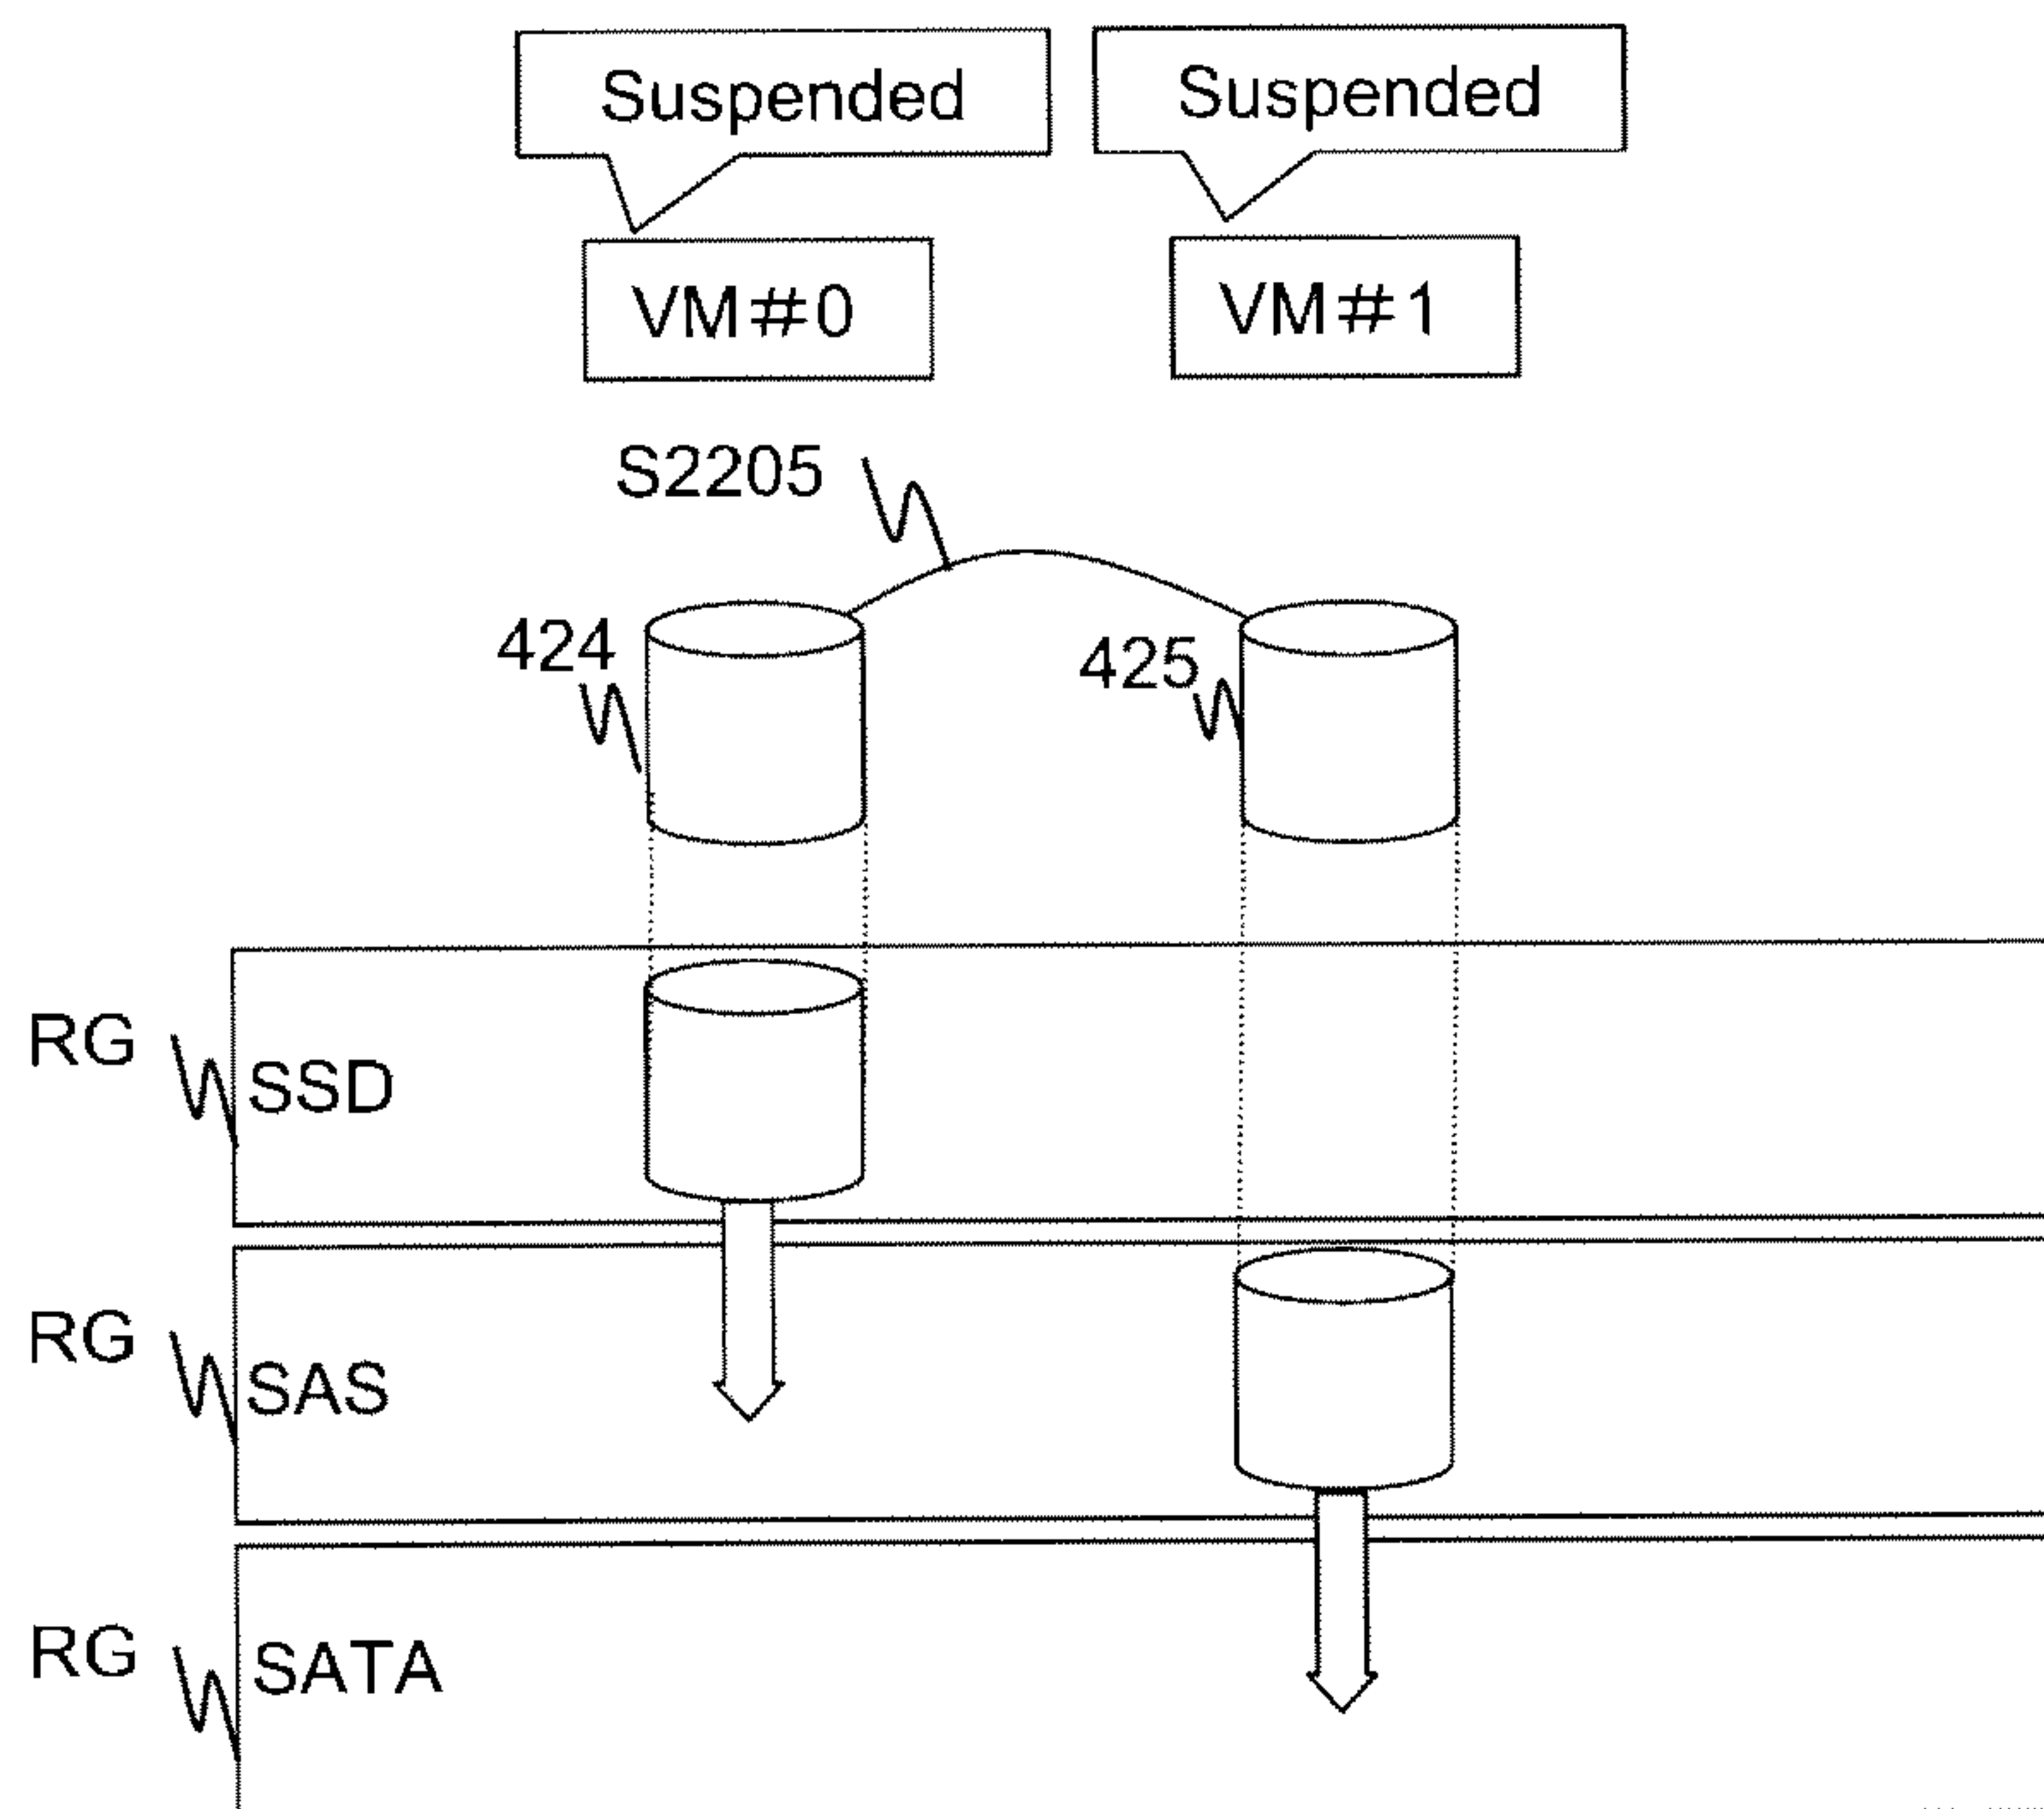 Suspended
Suspended
VM#0
VM#1
S2205
424
425
RG
SSD
RG
SAS
RG
SATA